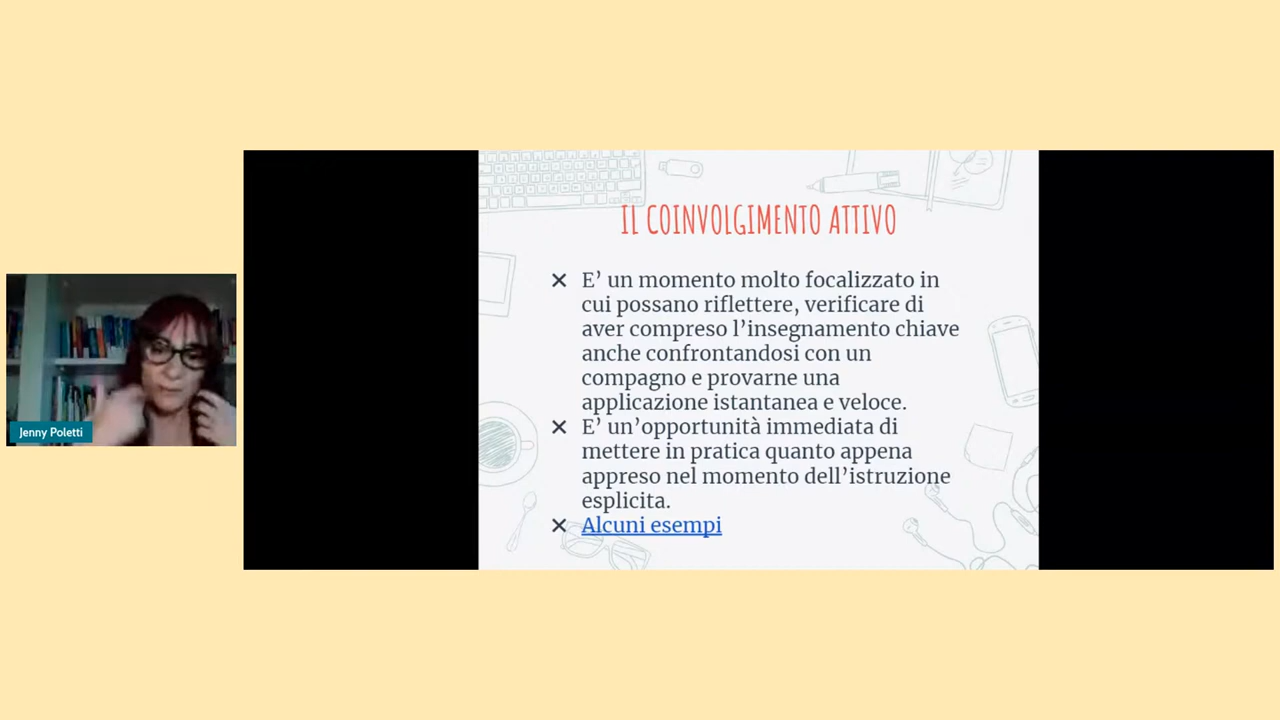 IL COINVOLGIMENTO ATTIVO
✕ E’ un momento molto focalizzato in
cui possano riflettere, verificare di
aver compreso l’insegnamento chiave
anche confrontandosi con un
compagno e provarne una
applicazione istantanea e veloce.
✕ E’ un’opportunità immediata di
mettere in pratica quanto appena
appreso nel momento dell’istruzione
esplicita.
✕ Alcuni esempi
Jenny Poletti